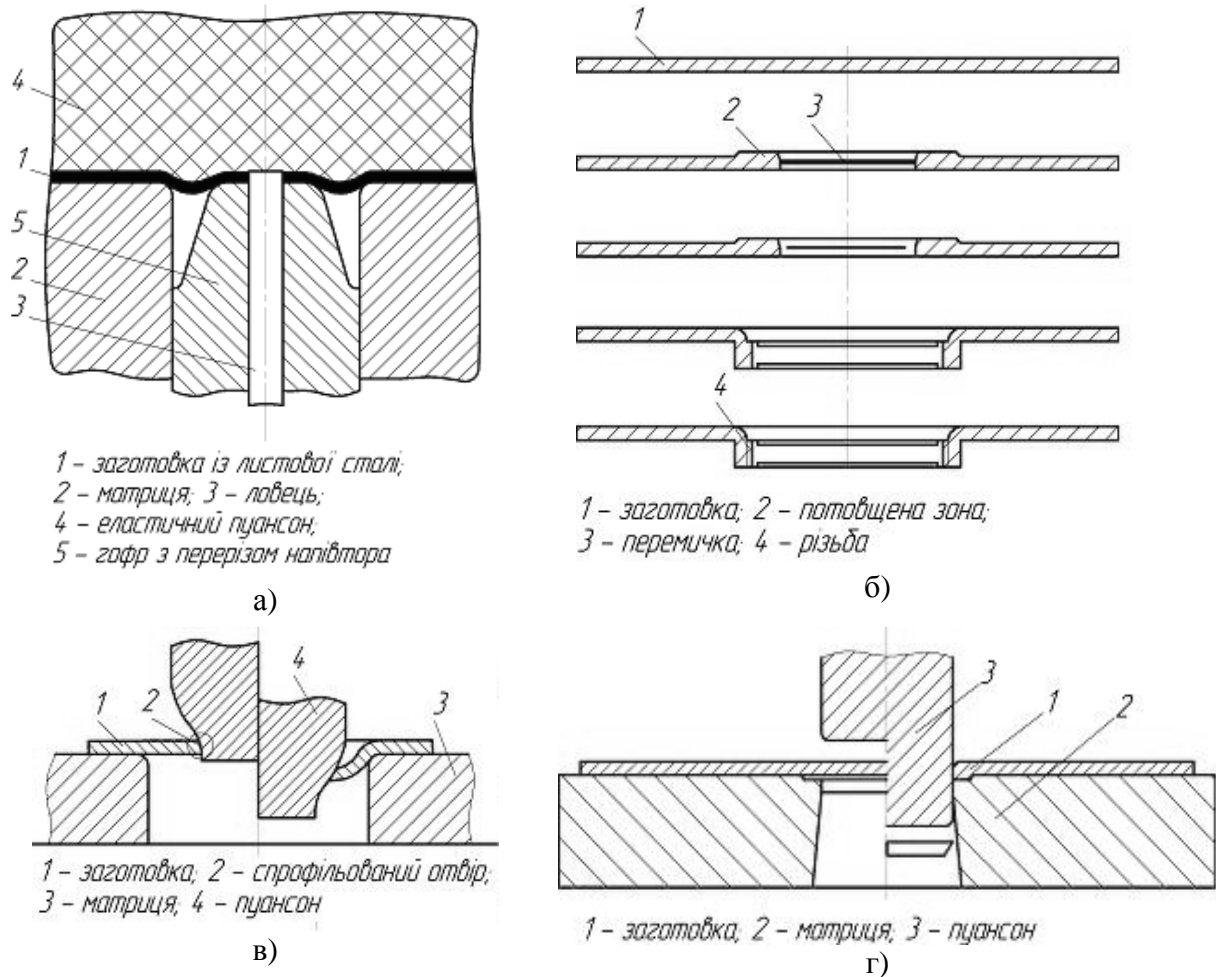 4
1
5
2
3
1 – заготовка із листової сталі;
2 – матриця; 3 – ловець;
4 – еластичний пуансон;
5 – гофр з перерізом напівтора
а)
1
2
3
4
1 – заготовка; 2 – потовщена зона;
3 – перемичка; 4 – різьба
б)
1
2
4
3
1 – заготовка; 2 – спрофільований отвір;
3 – матриця; 4 – пуансон
в)
3
1
2
1 – заготовка; 2 – матриця; 3 – пуансон
г)